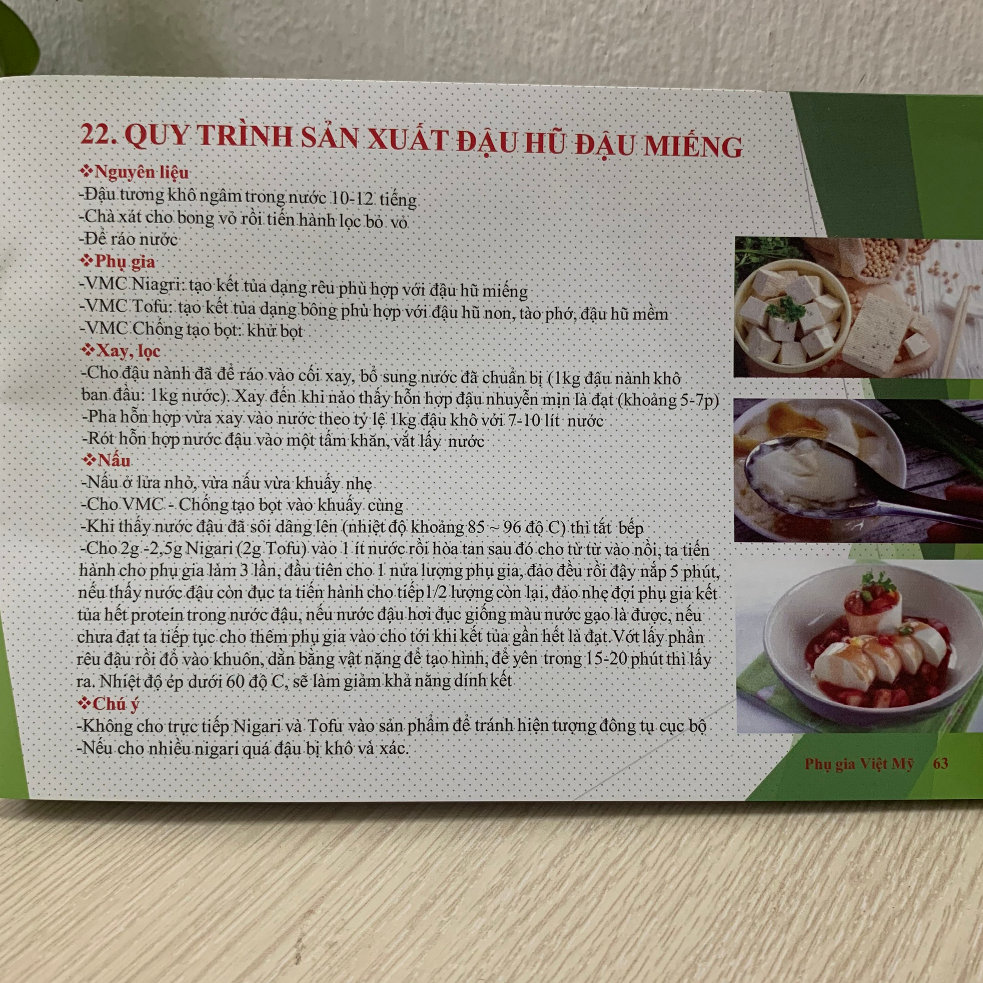 22. QUY TRÌNH SẢN XUẤT ĐẬU HŨ ĐẬU MIẾNG
❖Nguyên liệu
-Đậu tương khô ngâm trong nước 10-12 tiếng
-Chà xát cho bong vỏ rồi tiến hành lọc bỏ vỏ
-Để ráo nước
❖Phụ gia
-VMC Niagri: tạo kết tủa dạng rêu phù hợp với đậu hũ miếng
-VMC Tofu: tạo kết tủa dạng bông phù hợp với đậu hũ non, tào phớ, đậu hũ mềm
-VMC Chống tạo bọt: khử bọt
❖Xay, lọc
-Cho đậu nành đã để ráo vào cối xay, bổ sung nước đã chuẩn bị (1kg đậu nành khô
ban đầu: 1kg nước). Xay đến khi nào thấy hỗn hợp đậu nhuyễn mịn là đạt (khoảng 5-7p)
-Pha hỗn hợp vừa xay vào nước theo tỷ lệ 1kg đậu khô với 7-10 lít nước
-Rót hỗn hợp nước đậu vào một tấm khăn, vắt lấy nước
❖Nấu
-Nấu ở lửa nhỏ, vừa nấu vừa khuấy nhẹ
-Cho VMC - Chống tạo bọt vào khuấy cùng
-Khi thấy nước đậu đã sôi dâng lên (nhiệt độ khoảng 85 ~ 96 độ C) thì tắt bếp
-Cho 2g -2,5g Nigari (2g Tofu) vào 1 ít nước rồi hòa tan sau đó cho từ từ vào nồi, ta tiến
hành cho phụ gia làm 3 lần, đầu tiên cho 1 nửa lượng phụ gia, đảo đều rồi đậy nắp 5 phút,
nếu thấy nước đậu còn đục ta tiến hành cho tiếp1/2 lượng còn lại, đảo nhẹ đợi phụ gia kết
tủa hết protein trong nước đậu, nếu nước đậu hơi đục giống màu nước gạo là được, nếu
chưa đạt ta tiếp tục cho thêm phụ gia vào cho tới khi kết tủa gần hết là đạt.Vớt lấy phần
rêu đậu rồi đổ vào khuôn, dằn bằng vật nặng để tạo hình, để yên trong 15-20 phút thì lấy
ra. Nhiệt độ ép dưới 60 độ C, sẽ làm giảm khả năng dính kết
❖Chú ý
-Không cho trực tiếp Nigari và Tofu vào sản phẩm để tránh hiện tượng đông tụ cục bộ
-Nếu cho nhiều nigari quá đậu bị khô và xác.
Phụ gia Việt Mỹ 63